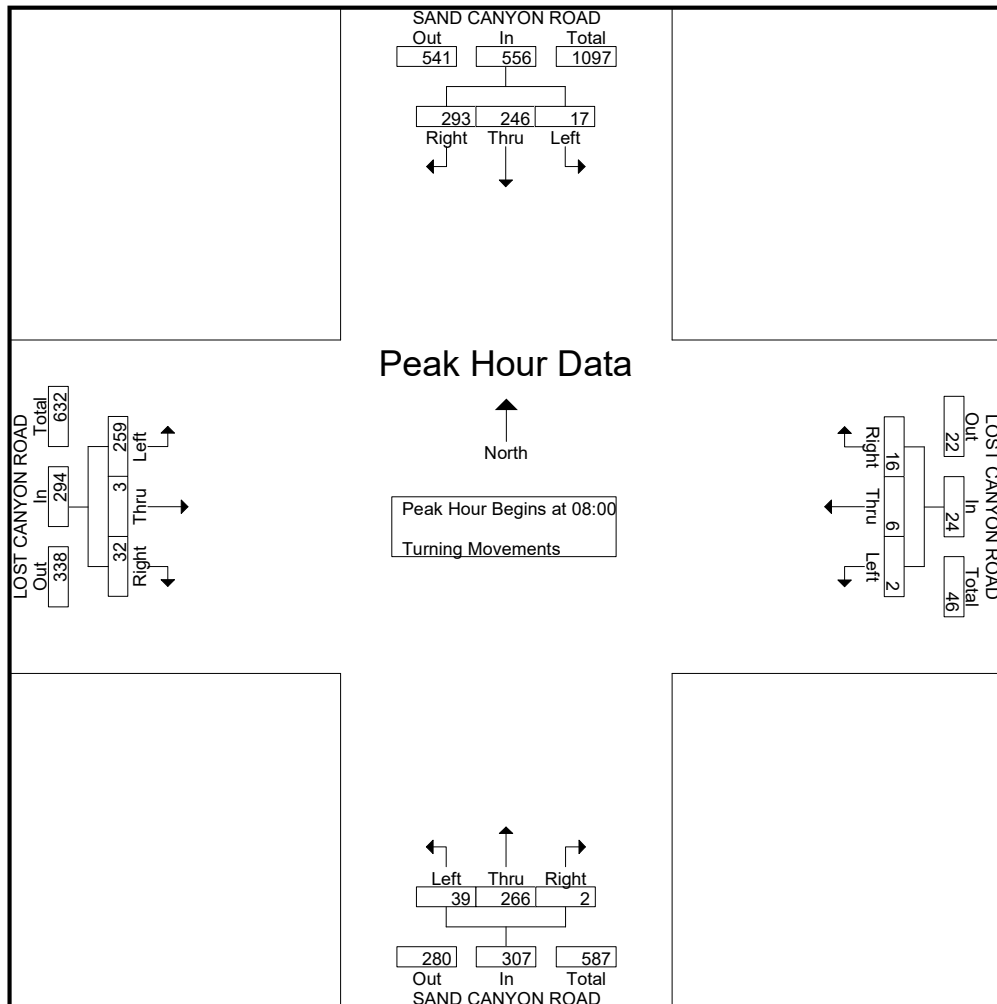 SAND CANYON ROAD
Out In Total
541 556 1097
293 246 17
Right Thru Left
Peak Hour Data
North
Peak Hour Begins at 08:00
Turning Movements
LOST CANYON ROAD
Out In Total
338 294 632
259 3 32
Left Thru Right
LOST CANYON ROAD
Out In Total
22 24 46
Right Thru Left
16 6 2
Left Thru Right
39 266 2
280 307 587
Out In Total
SAND CANYON ROAD